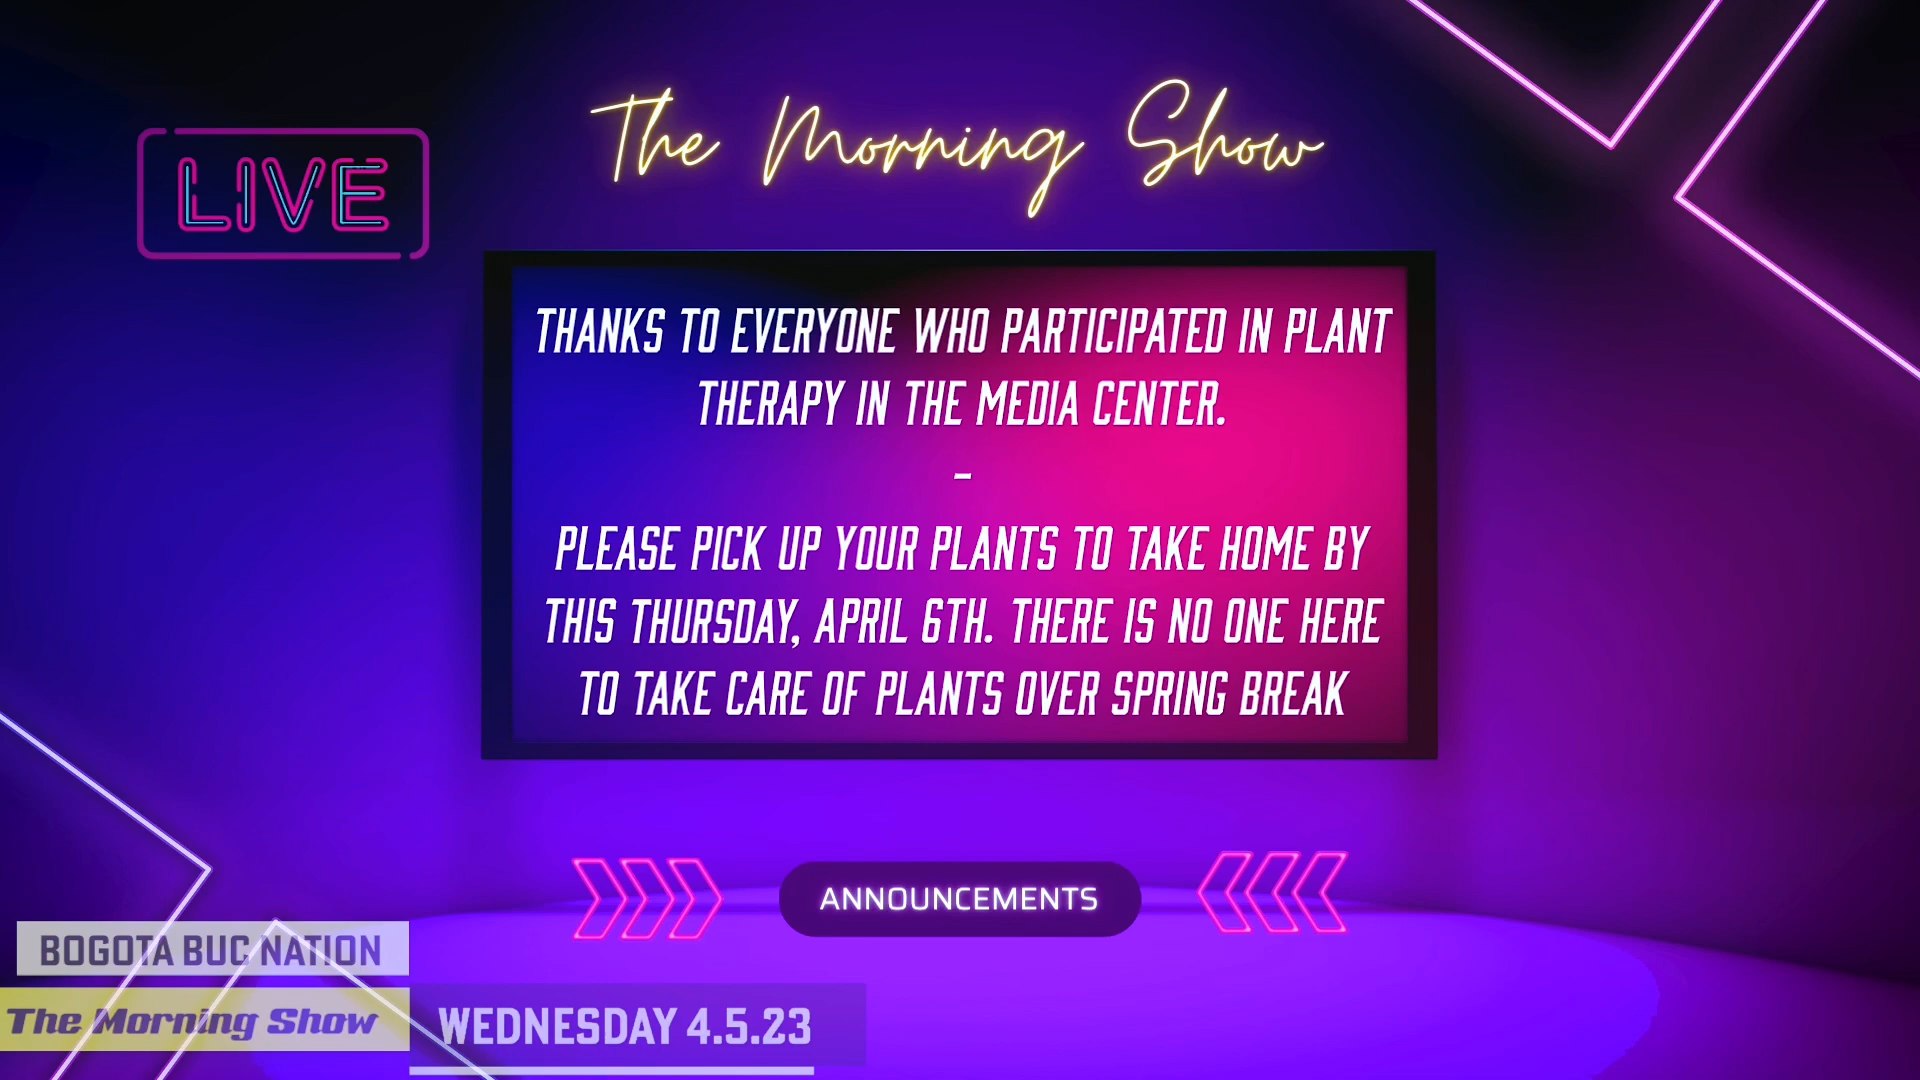 The Morning Show
LIVE
THANKS TO EVERYONE WHO PARTICIPATED IN PLANT
THERAPY IN THE MEDIA CENTER.
-
PLEASE PICK UP YOUR PLANTS TO TAKE HOME BY
THIS THURSDAY, APRIL 6TH. THERE IS NO ONE HERE
TO TAKE CARE OF PLANTS OVER SPRING BREAK
ANNOUNCEMENTS
BOGOTA BUC NATION
The Morning Show
WEDNESDAY 4.5.23